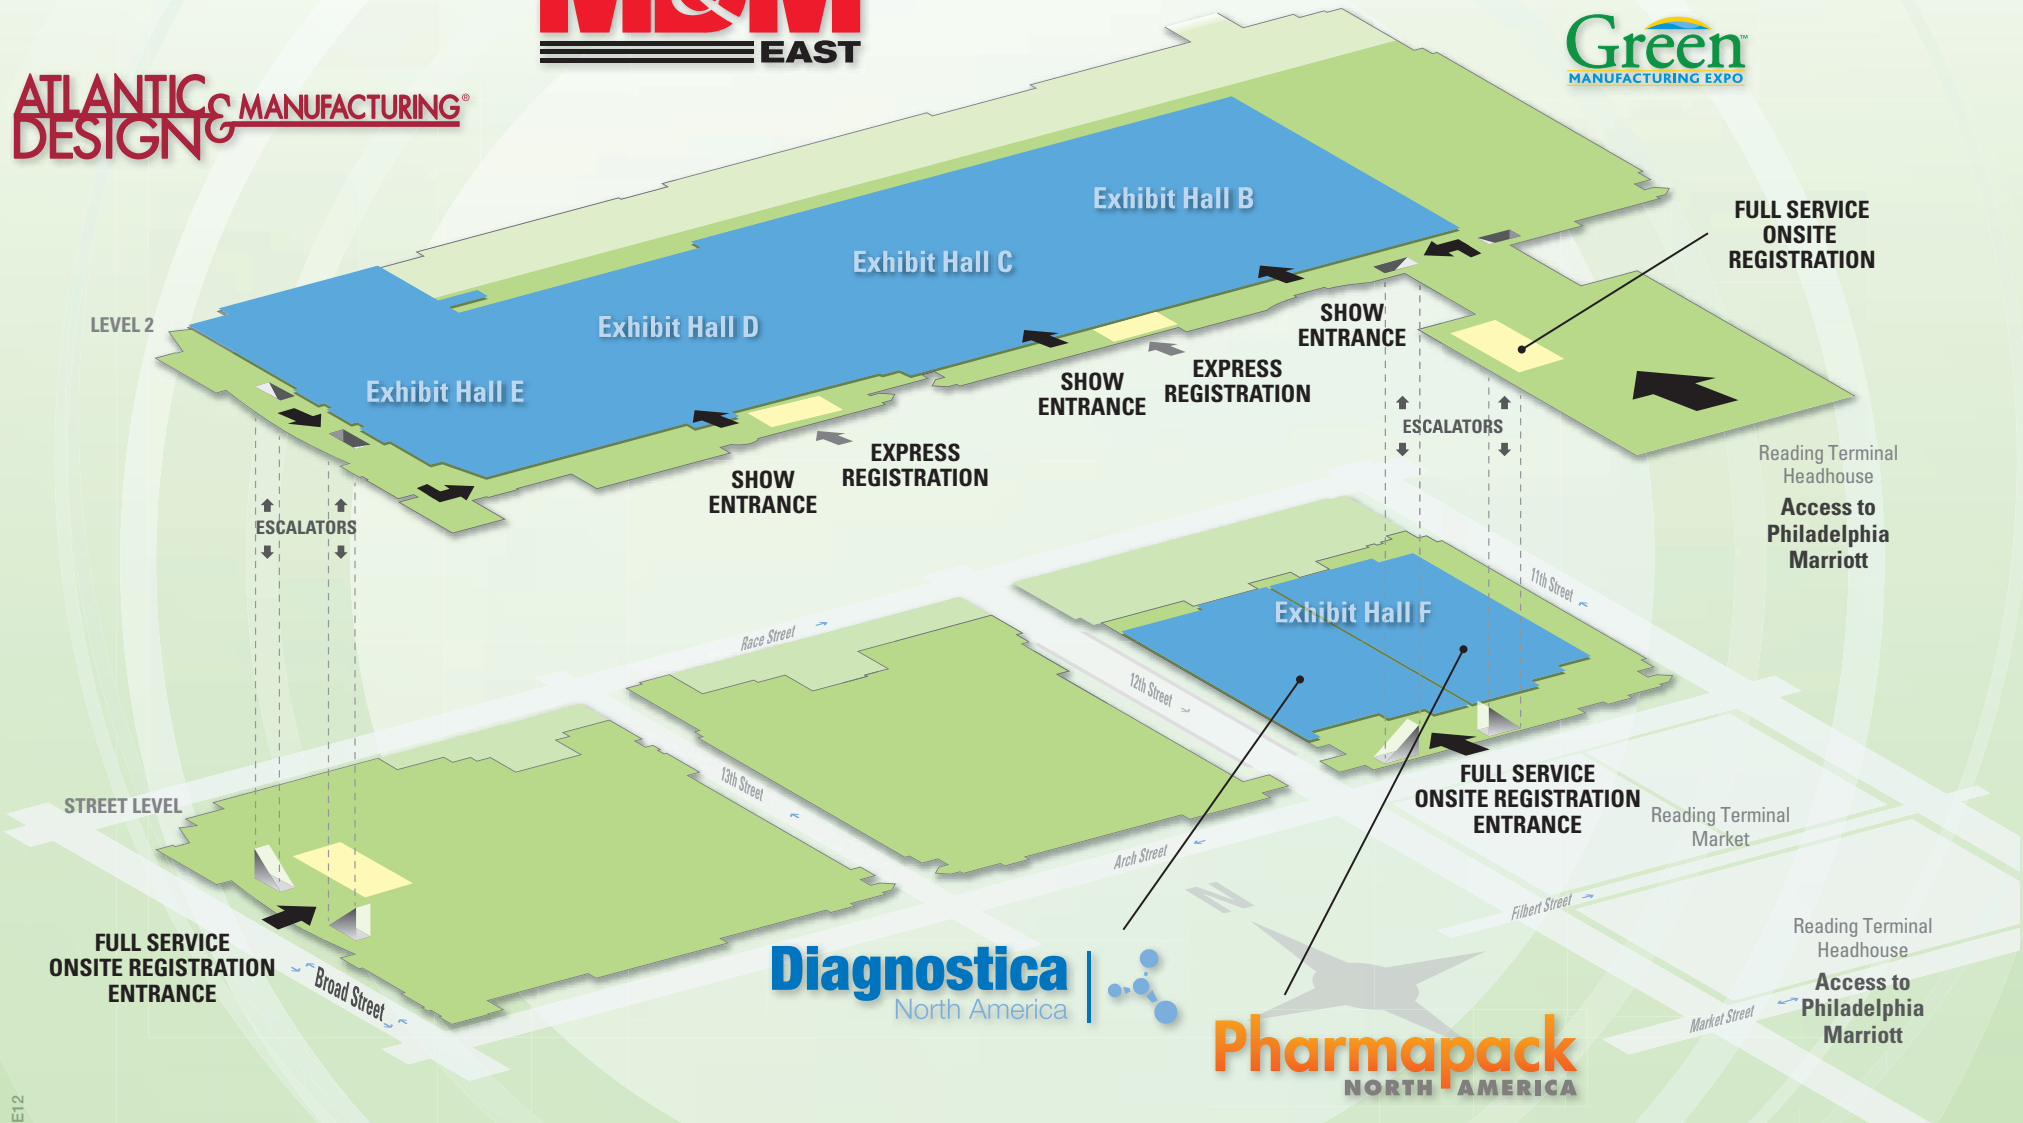 MD&M
EAST
ATLANTIC
DESIGN & MANUFACTURING®
Green™
MANUFACTURING EXPO
Exhibit Hall B
Exhibit Hall C
Exhibit Hall D
Exhibit Hall E
LEVEL 2
FULL SERVICE
ONSITE
REGISTRATION
SHOW
ENTRANCE
EXPRESS
REGISTRATION
SHOW
ENTRANCE
EXPRESS
REGISTRATION
SHOW
ENTRANCE
ESCALATORS
ESCALATORS
Reading Terminal
Headhouse
Access to
Philadelphia
Marriott
11th Street
Exhibit Hall F
Race Street
12th Street
13th Street
STREET LEVEL
FULL SERVICE
ONSITE REGISTRATION
ENTRANCE
Reading Terminal
Market
Arch Street
Filbert Street
N
FULL SERVICE
ONSITE REGISTRATION
ENTRANCE
Broad Street
Diagnostica
North America
Reading Terminal
Headhouse
Access to
Philadelphia
Marriott
Market Street
Pharmapack
NORTH AMERICA
E12